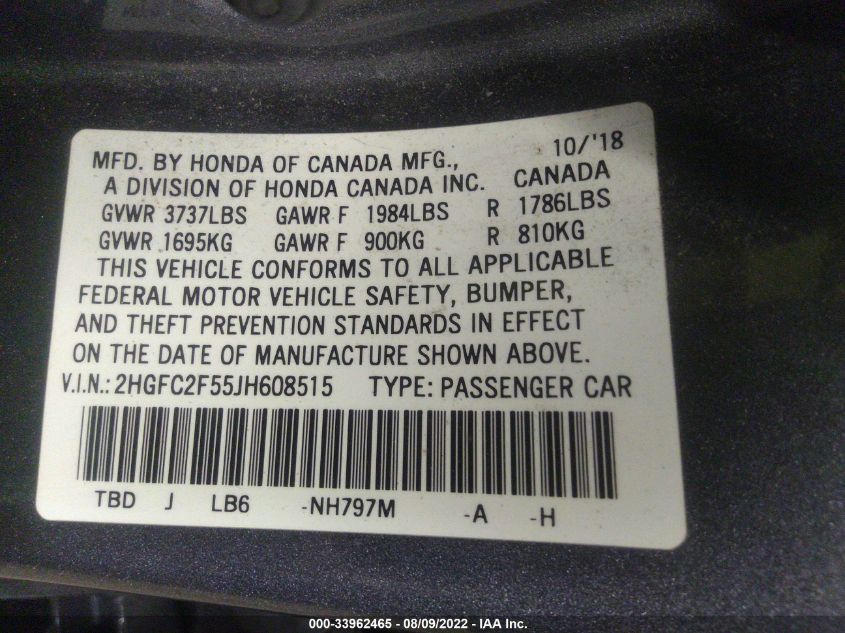 MFD. BY HONDA OF CANADA MFG., 10/'18
A DIVISION OF HONDA CANADA INC. CANADA
GVWR 3737LBS GAWR F 1984LBS R 1786LBS
GVWR 1695KG GAWR F 900KG R 810KG
THIS VEHICLE CONFORMS TO ALL APPLICABLE
FEDERAL MOTOR VEHICLE SAFETY, BUMPER,
AND THEFT PREVENTION STANDARDS IN EFFECT
ON THE DATE OF MANUFACTURE SHOWN ABOVE.
V.I.N.: 2HGFC2F55JH608515 TYPE: PASSENGER CAR
TBD J LB6 -NH797M -A -H
000-33962465 - 08/09/2022 - IAA Inc.